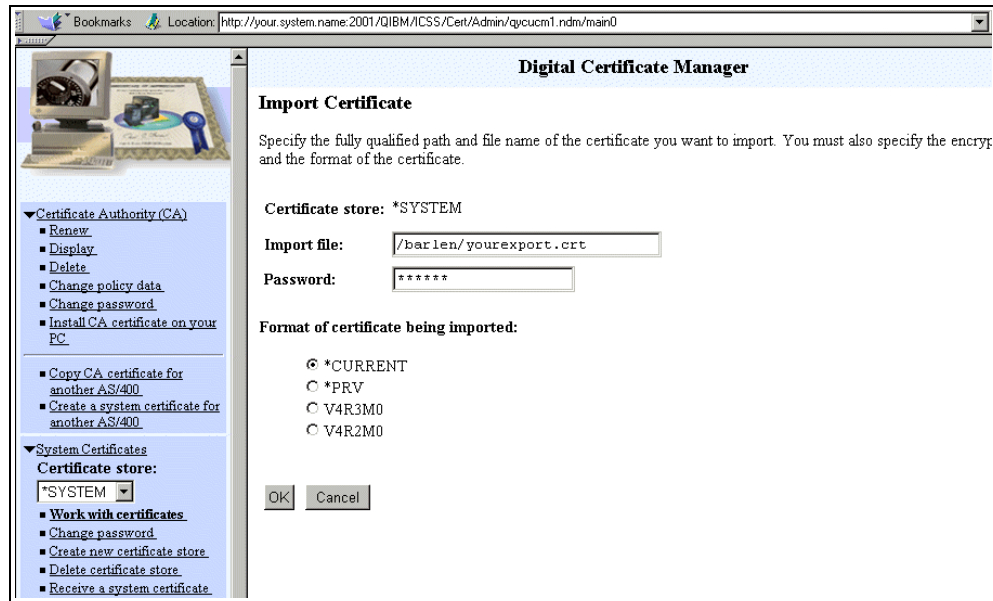 Bookmarks Location: http://your.system.name:2001/QIBM/ICSS/Cert/Admin/qycucm1.ndm/main0
Digital Certificate Manager
Import Certificate
Specify the fully qualified path and file name of the certificate you want to import. You must also specify the encryp
and the format of the certificate.
Certificate store: *SYSTEM
Import file: /barlen/yourexport.crt
Password: ******
Format of certificate being imported:
*CURRENT
*PRV
V4R3M0
V4R2M0
OK Cancel
Certificate Authority (CA)
Renew
Display
Delete
Change policy data
Change password
Install CA certificate on your
PC
Copy CA certificate for
another AS/400
Create a system certificate for
another AS/400
System Certificates
Certificate store:
*SYSTEM
Work with certificates
Change password
Create new certificate store
Delete certificate store
Receive a system certificate